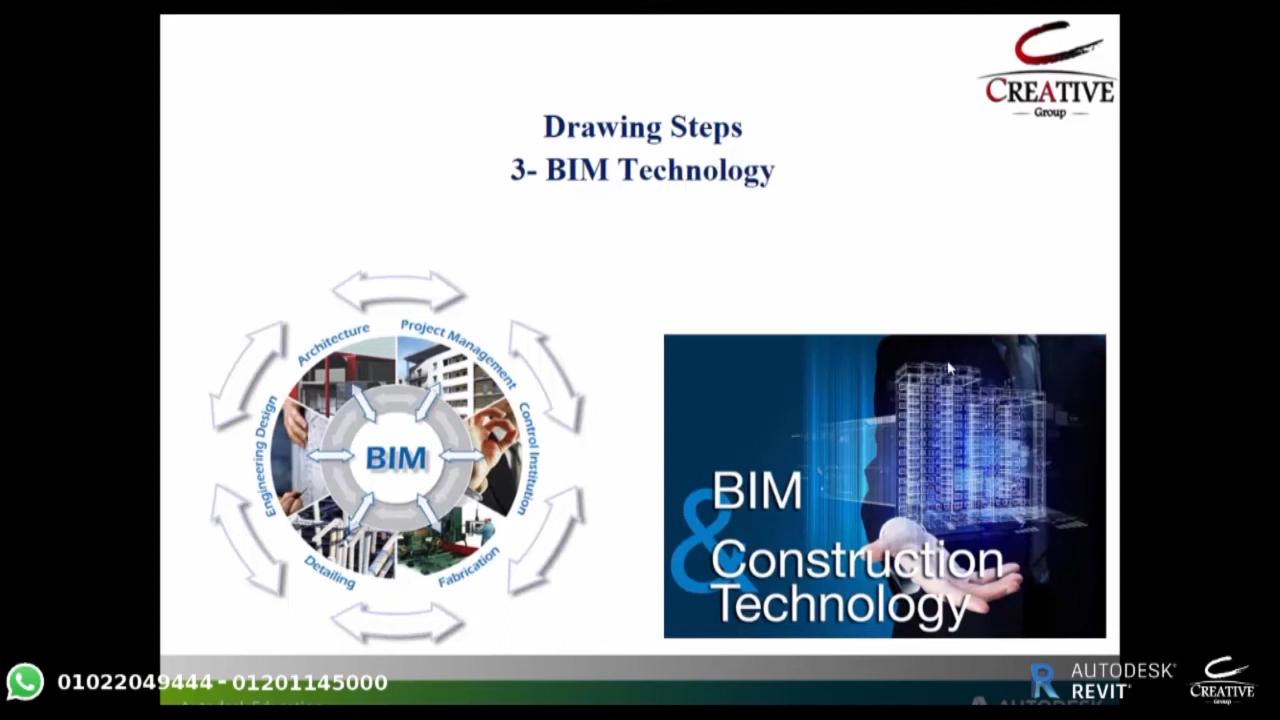 CREATIVE
Group
Drawing Steps
3- BIM Technology
Architecture
Project Management
Engineering Design
Control Institution
BIM
Detailing
Fabrication
BIM
&
Construction
Technology
01022049444 - 01201145000
AUTODESK®
REVIT®
CREATIVE
Group
AUTODESK